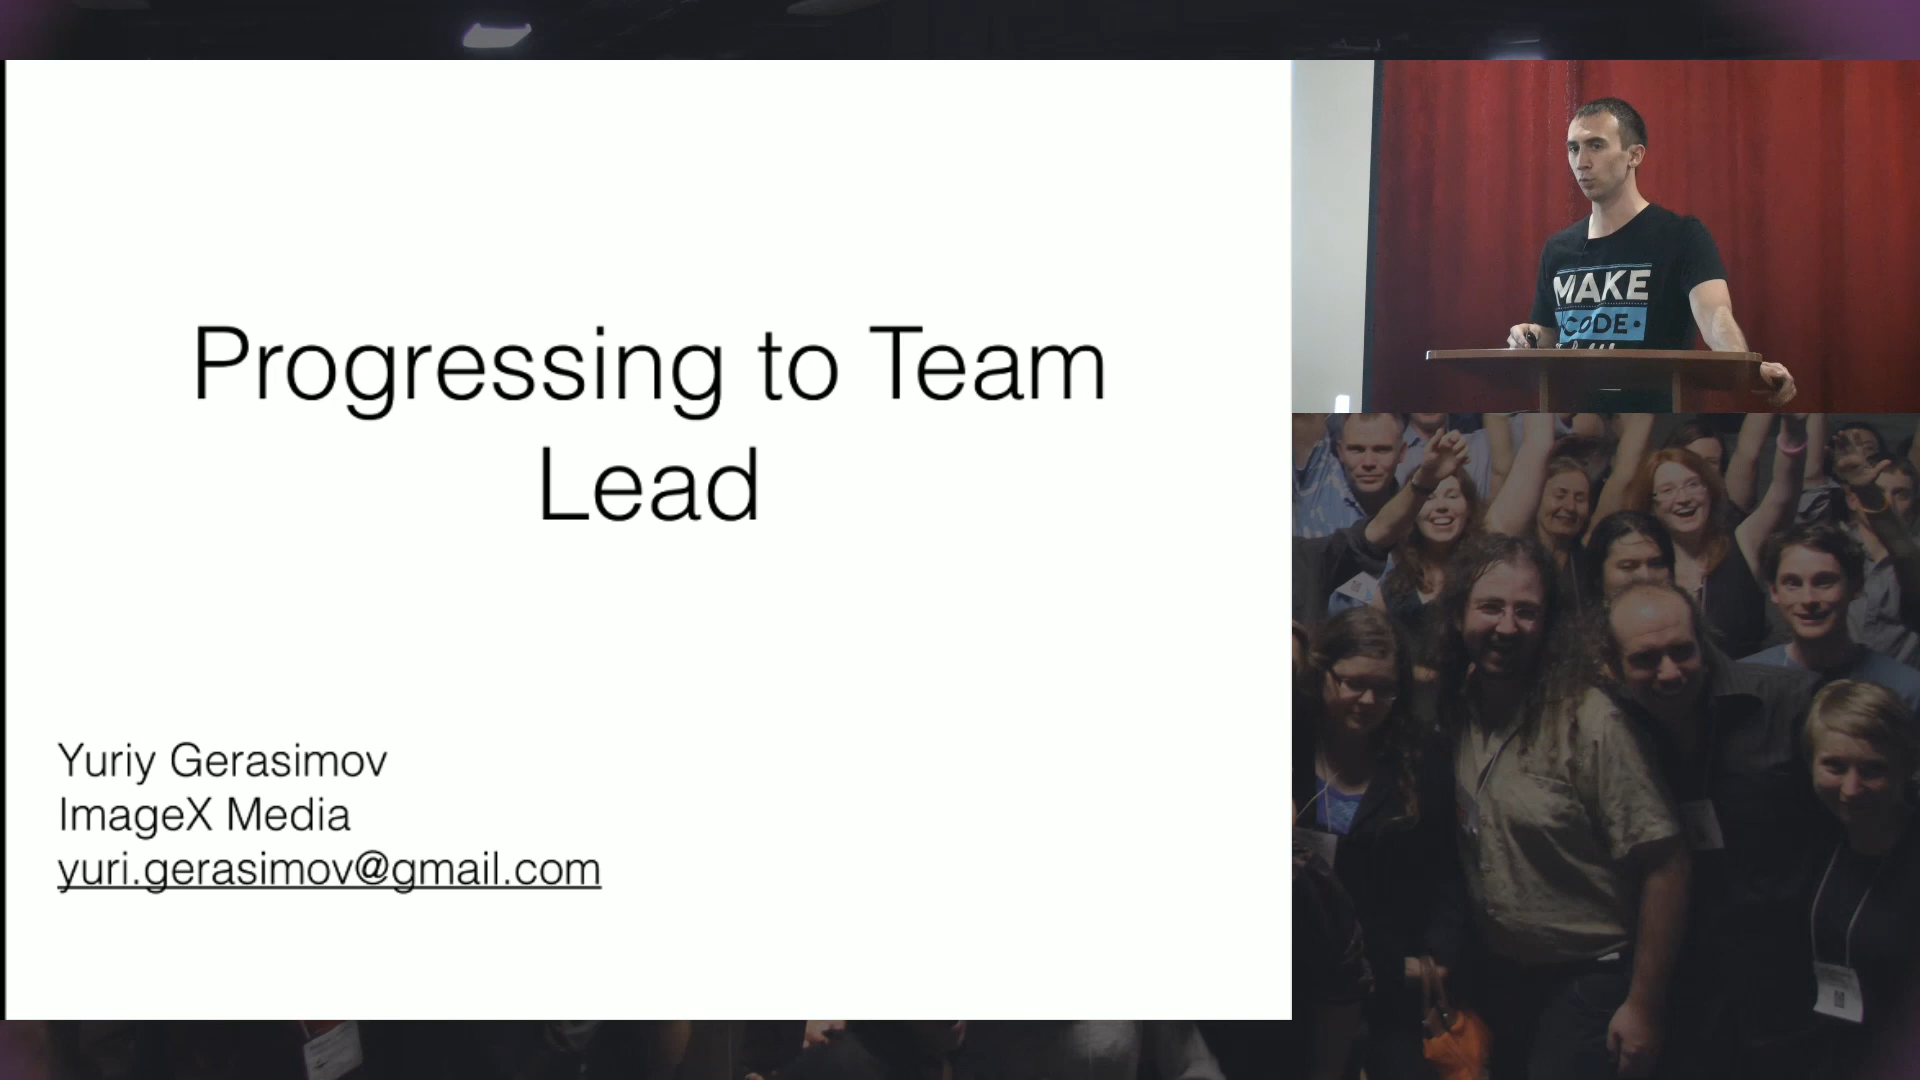 Progressing to Team
Lead
Yuriy Gerasimov
ImageX Media
yuri.gerasimov@gmail.com
MAKE
CODE